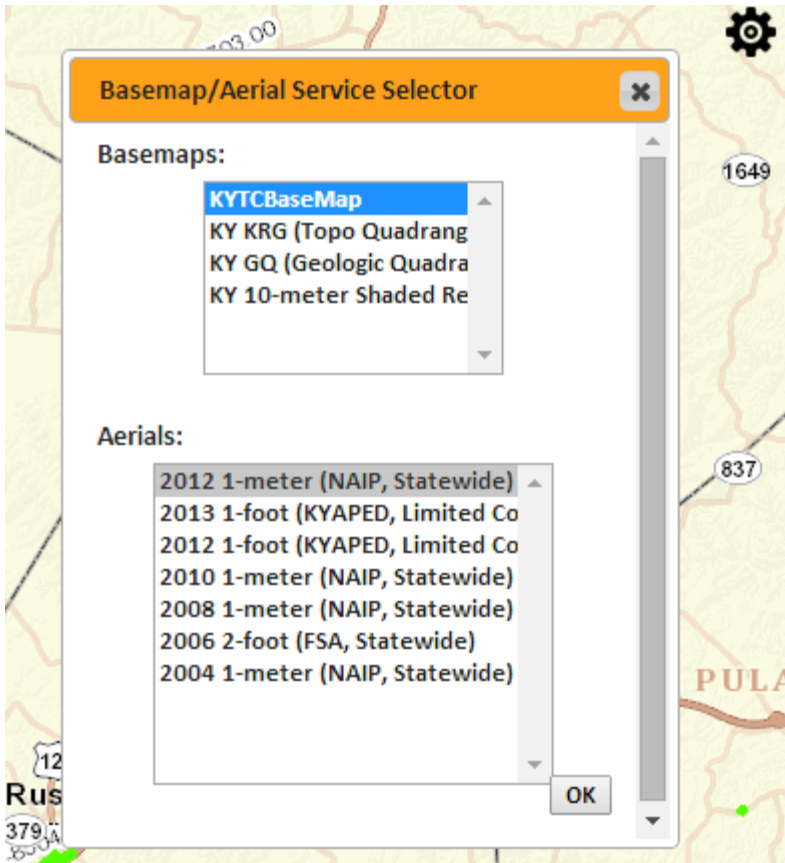 Basemap/Aerial Service Selector
Basemaps:
KYTCBaseMap
KY KRG (Topo Quadrang
KY GQ (Geologic Quadra
KY 10-meter Shaded Re
Aerials:
2012 1-meter (NAIP, Statewide)
2013 1-foot (KYAPED, Limited Co
2012 1-foot (KYAPED, Limited Co
2010 1-meter (NAIP, Statewide)
2008 1-meter (NAIP, Statewide)
2006 2-foot (FSA, Statewide)
2004 1-meter (NAIP, Statewide)
OK
1649
837
PULA
12
Rus
379